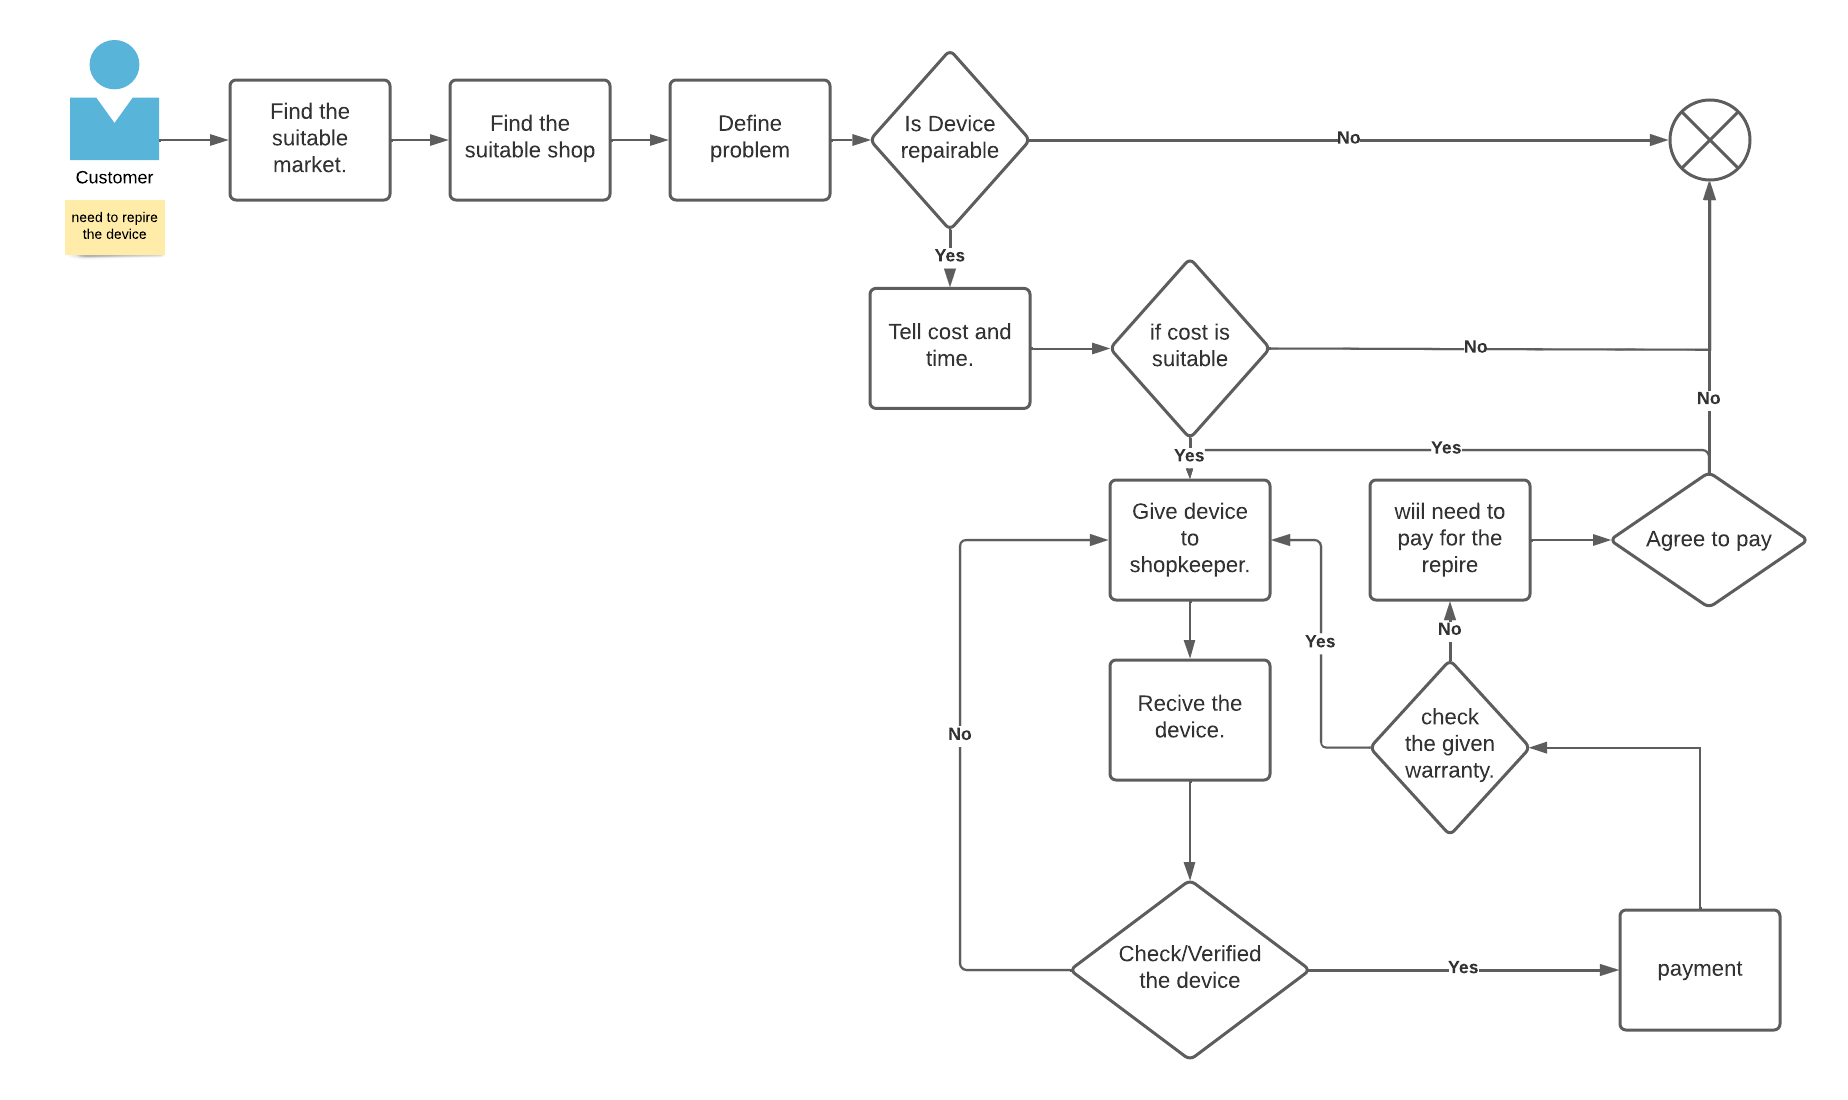 Customer
need to repire
the device
Find the
suitable
market.
Find the
suitable shop
Define
problem
Is Device
repairable
No
Yes
Tell cost and
time.
if cost is
suitable
No
No
Yes
Yes
Give device
to
shopkeeper.
wiil need to
pay for the
repire
Agree to pay
No
Yes
Recive the
device.
check
the given
warranty.
No
Check/Verified
the device
Yes
payment